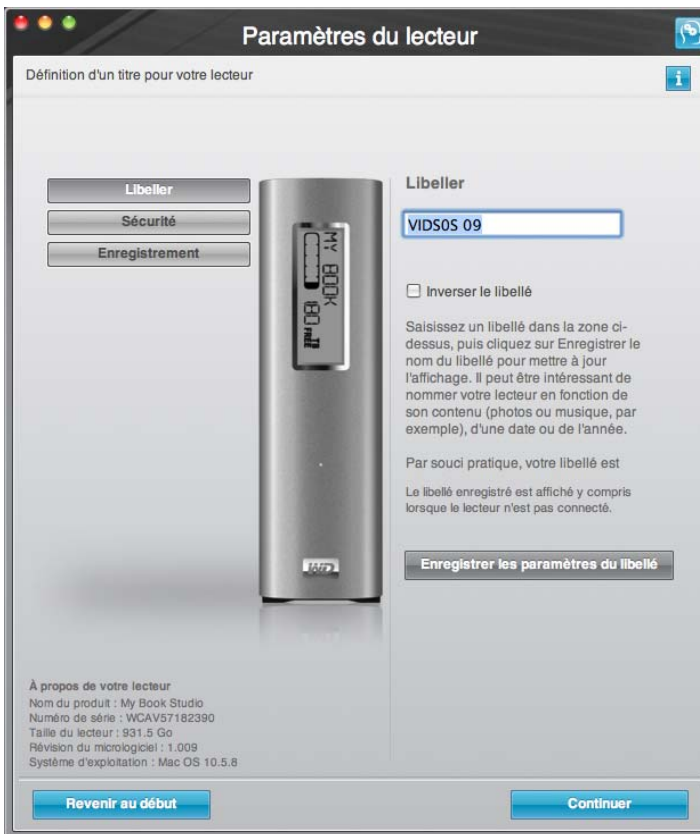 Paramètres du lecteur
Définition d'un titre pour votre lecteur
i
Libeller
Sécurité
Enregistrement
MY BOOK
180 TB
FREE
WD
Libeller
VIDS0S 09
Inverser le libellé
Saisissez un libellé dans la zone ci-
dessus, puis cliquez sur Enregistrer le
nom du libellé pour mettre à jour
l'affichage. Il peut être intéressant de
nommer votre lecteur en fonction de
son contenu (photos ou musique, par
exemple), d'une date ou de l'année.
Par souci pratique, votre libellé est
Le libellé enregistré est affiché y compris
lorsque le lecteur n'est pas connecté.
Enregistrer les paramètres du libellé
À propos de votre lecteur
Nom du produit : My Book Studio
Numéro de série : WCAV57182390
Taille du lecteur : 931.5 Go
Révision du micrologiciel : 1.009
Système d'exploitation : Mac OS 10.5.8
Revenir au début
Continuer